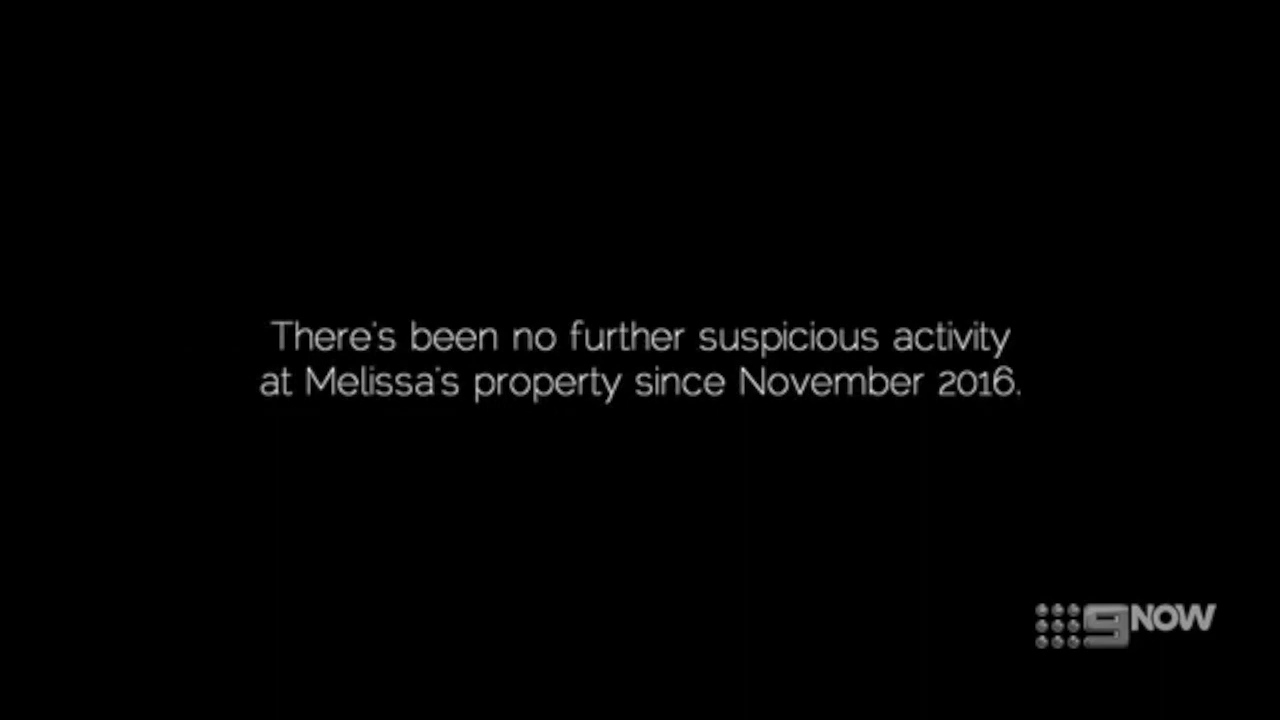 There's been no further suspicious activity
at Melissa's property since November 2016.
9NOW